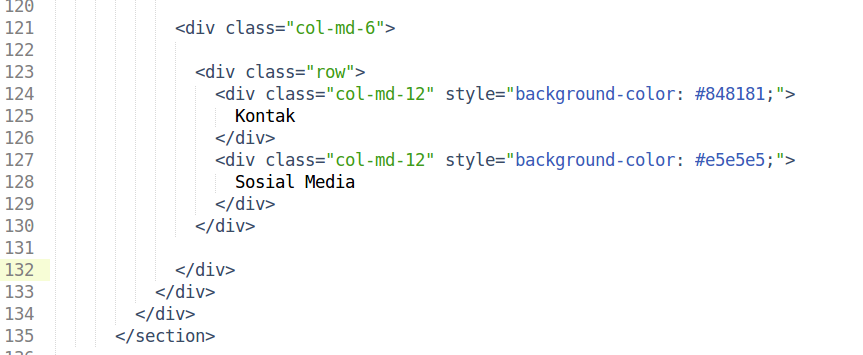 120
121 <div class="col-md-6">
122
123 <div class="row">
124 <div class="col-md-12" style="background-color: #848181;">
125 Kontak
126 </div>
127 <div class="col-md-12" style="background-color: #e5e5e5;">
128 Sosial Media
129 </div>
130 </div>
131
132 </div>
133 </div>
134 </div>
135 </section>
136